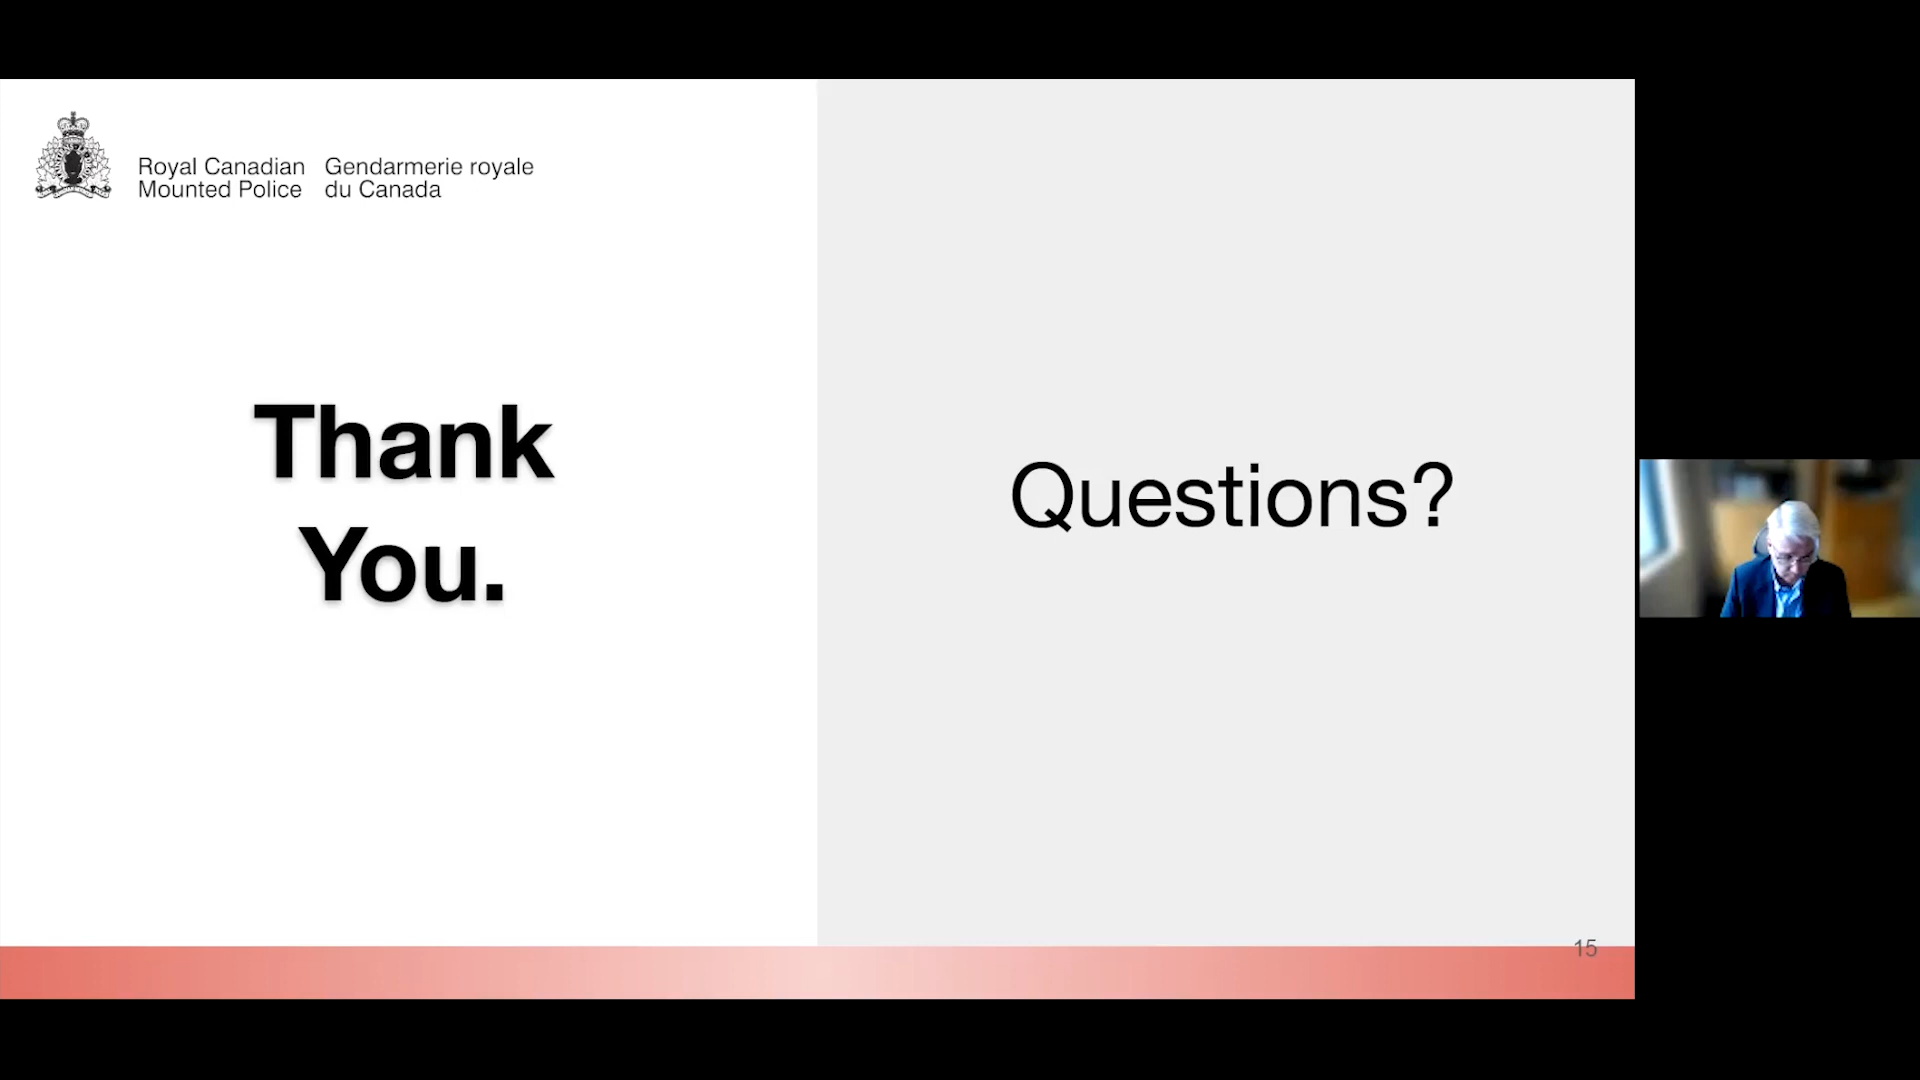 Royal Canadian
Mounted Police
Gendarmerie royale
du Canada
Thank
You.
Questions?
15